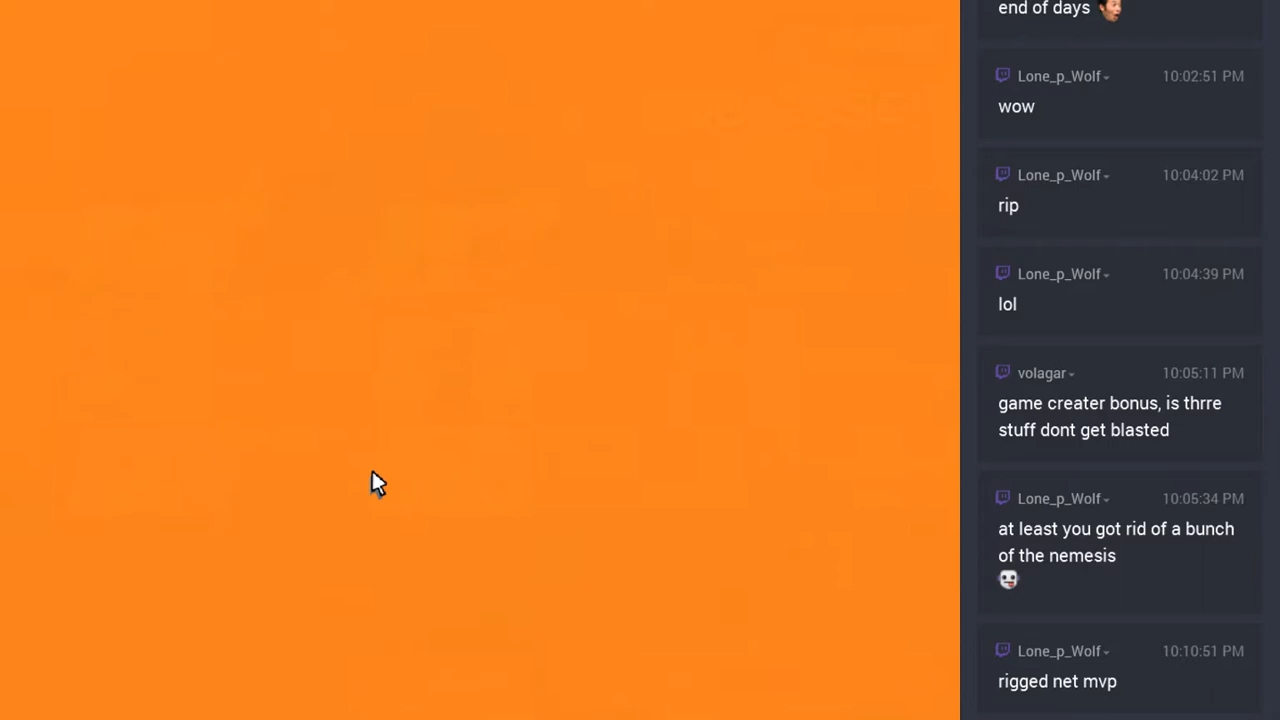 end of days
Lone_p_Wolf 10:02:51 PM
wow
Lone_p_Wolf 10:04:02 PM
rip
Lone_p_Wolf 10:04:39 PM
lol
volagar 10:05:11 PM
game creater bonus, is thrre
stuff dont get blasted
Lone_p_Wolf 10:05:34 PM
at least you got rid of a bunch
of the nemesis
Lone_p_Wolf 10:10:51 PM
rigged net mvp